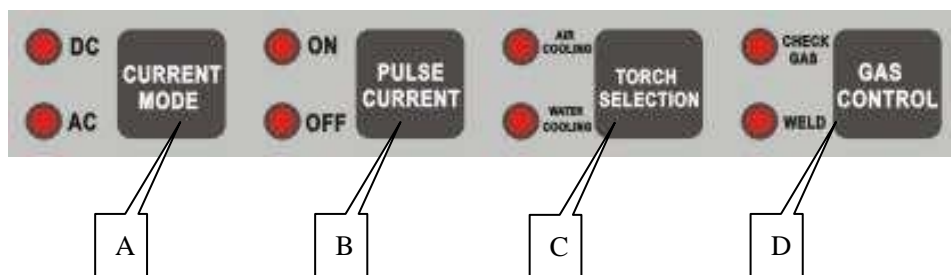 DC
AC
CURRENT
MODE
ON
OFF
PULSE
CURRENT
AIR
COOLING
WATER
COOLING
TORCH
SELECTION
CHECK
GAS
WELD
GAS
CONTROL
A
B
C
D